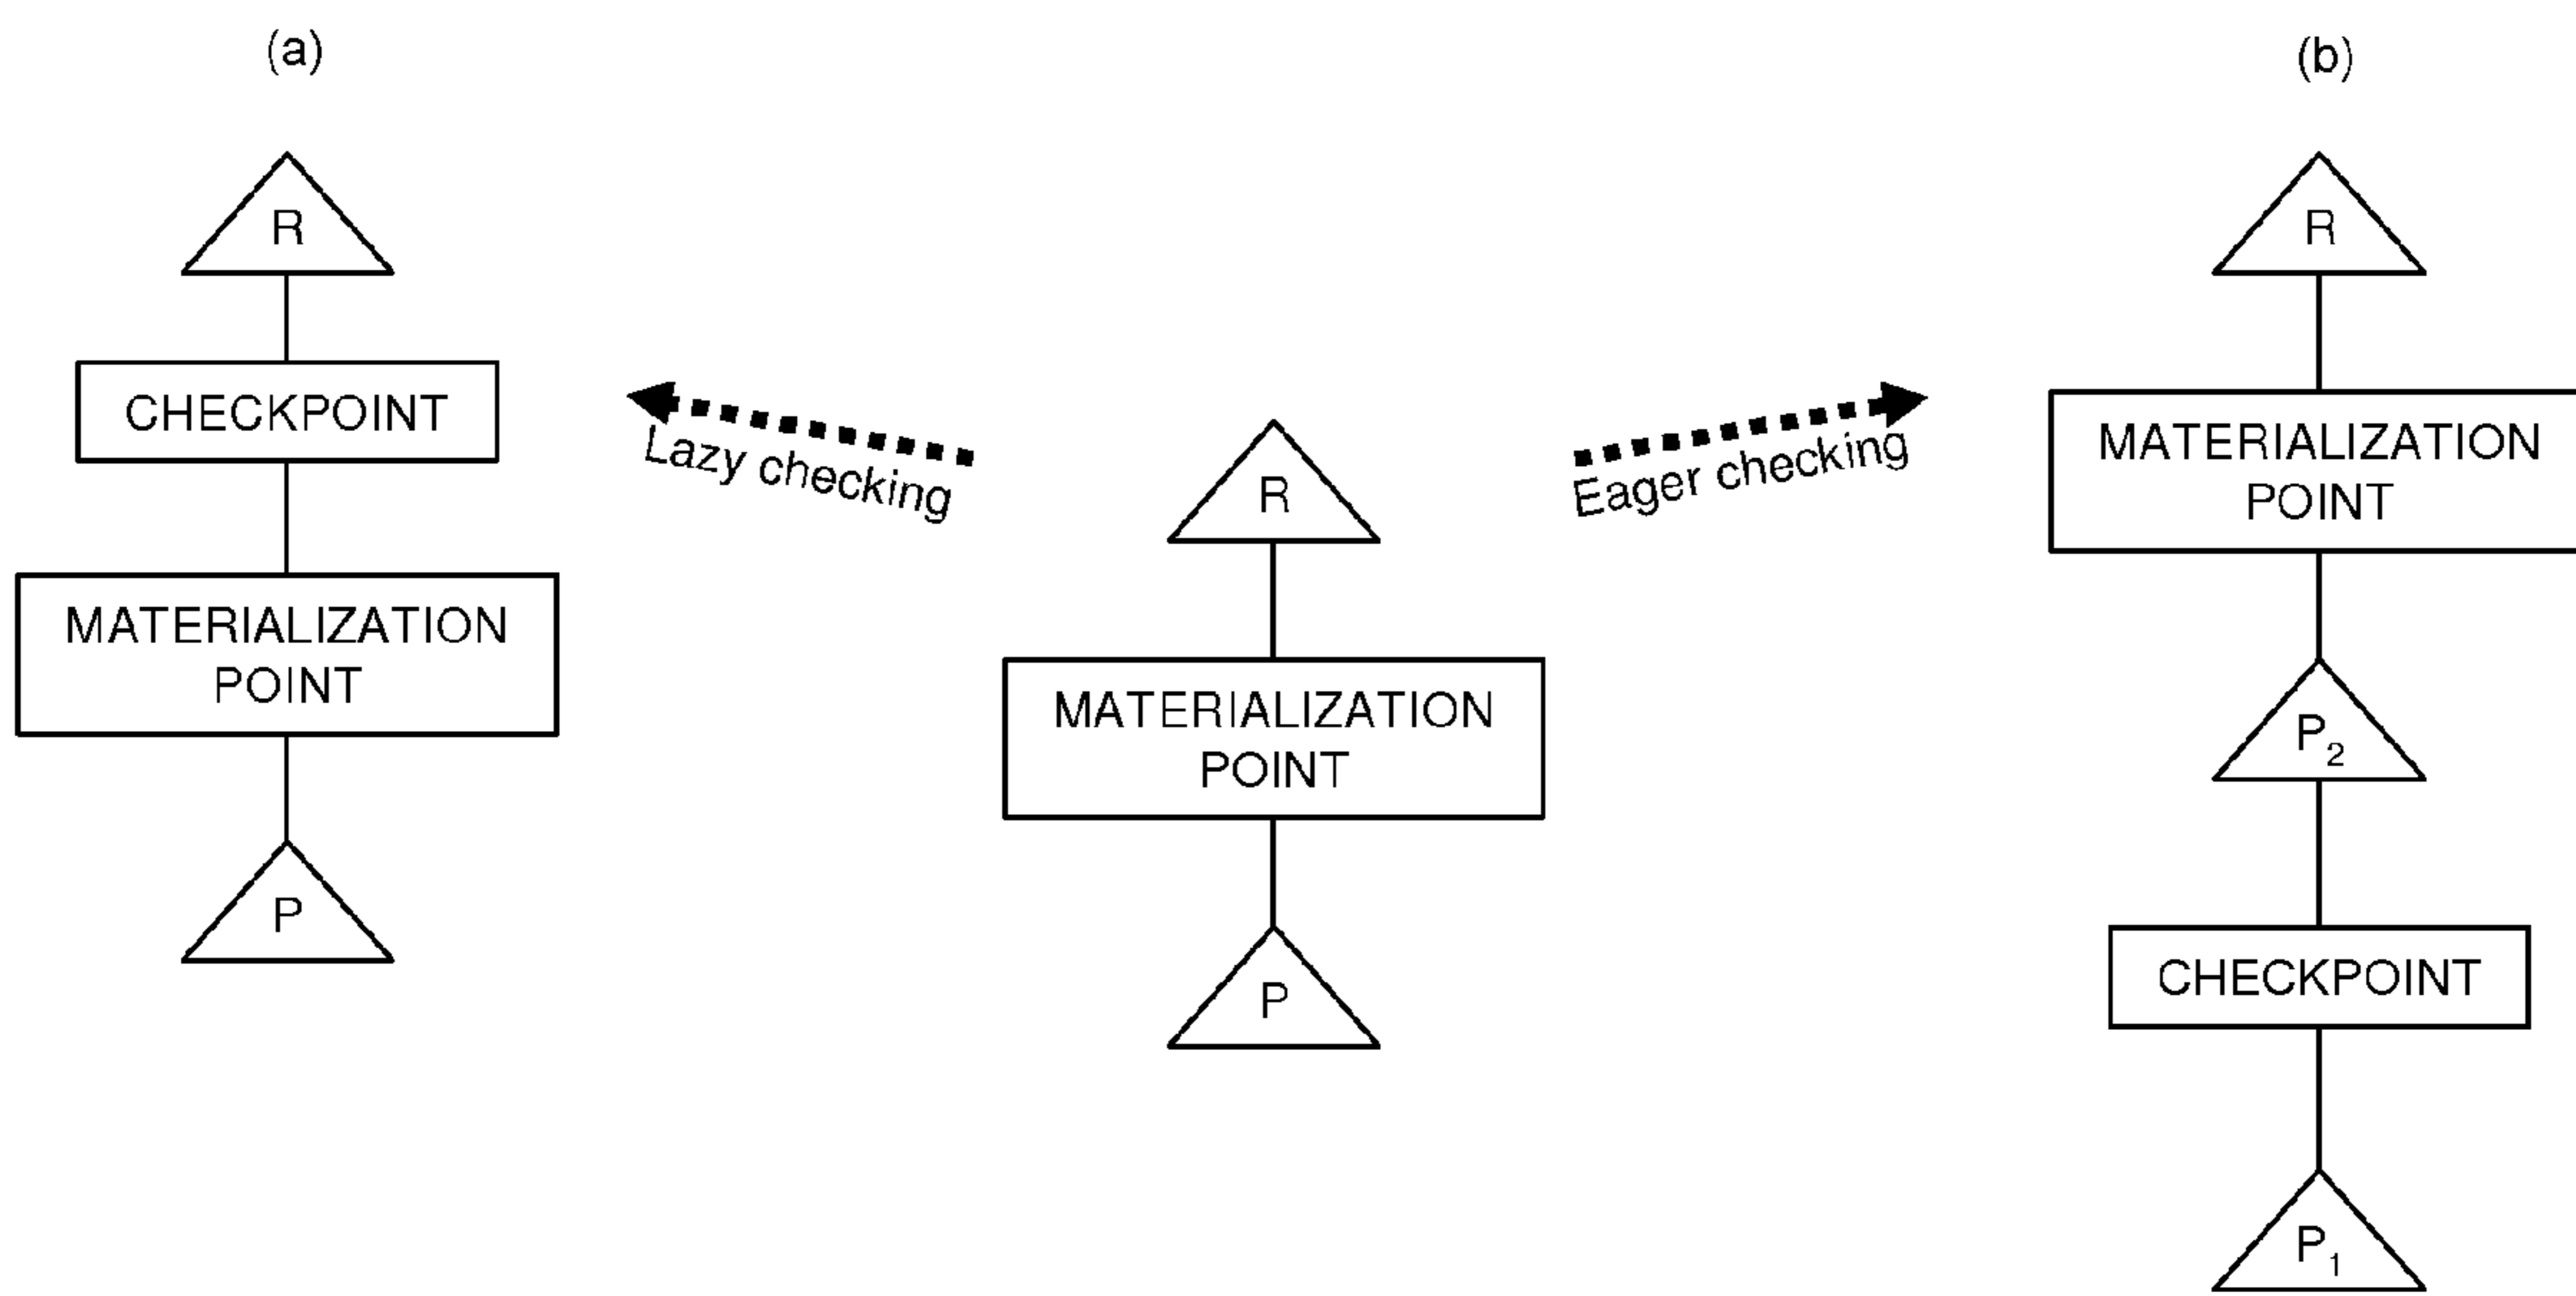 (a)
R
CHECKPOINT
MATERIALIZATION
POINT
P
Lazy checking
R
MATERIALIZATION
POINT
P
Eager checking
(b)
R
MATERIALIZATION
POINT
P2
CHECKPOINT
P1